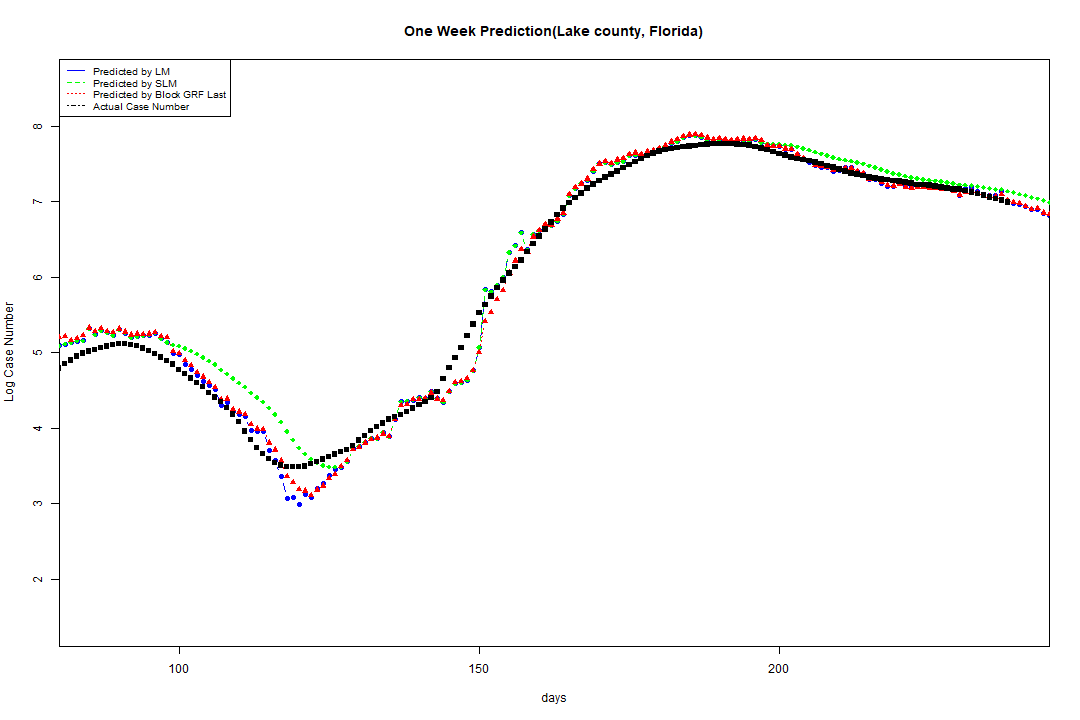 One Week Prediction(Lake county, Florida)
Predicted by LM
Predicted by SLM
Predicted by Block GRF Last
Actual Case Number
8
7
6
5
4
3
2
Log Case Number
100 150 200
days